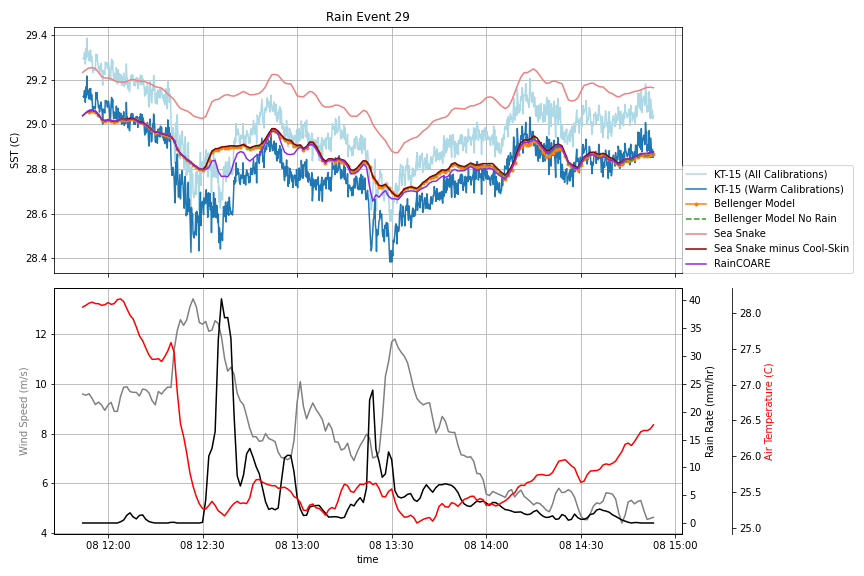 Rain Event 29
SST (C)
29.4
29.2
29.0
28.8
28.6
28.4
KT-15 (All Calibrations)
KT-15 (Warm Calibrations)
Bellenger Model
Bellenger Model No Rain
Sea Snake
Sea Snake minus Cool-Skin
RainCOARE
Wind Speed (m/s)
12
10
8
6
4
40
35
30
25
20
15
10
5
0
Rain Rate (mm/hr)
28.0
27.5
27.0
26.5
26.0
25.5
25.0
Air Temperature (C)
08 12:00 08 12:30 08 13:00 08 13:30 08 14:00 08 14:30 08 15:00
time